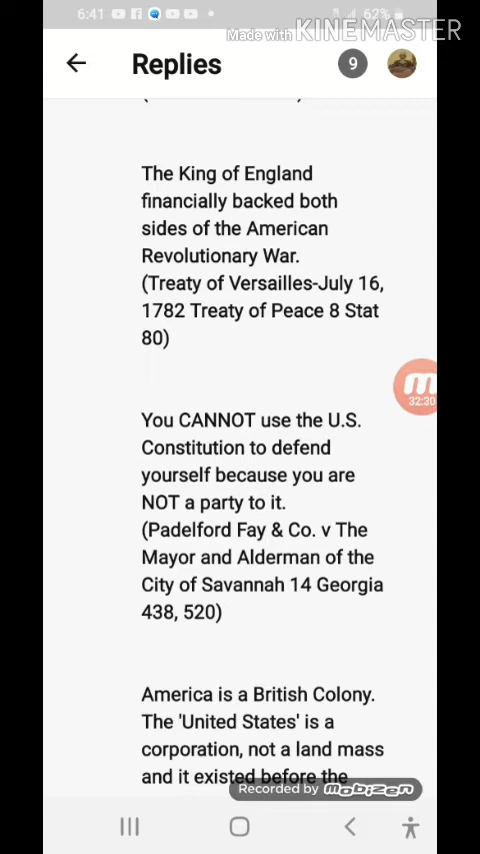 6:41 62%
Made with KINEMASTER
Replies 9
The King of England
financially backed both
sides of the American
Revolutionary War.
(Treaty of Versailles-July 16,
1782 Treaty of Peace 8 Stat
80)
32:30
You CANNOT use the U.S.
Constitution to defend
yourself because you are
NOT a party to it.
(Padelford Fay & Co. v The
Mayor and Alderman of the
City of Savannah 14 Georgia
438, 520)
America is a British Colony.
The 'United States' is a
corporation, not a land mass
and it existed before the
Recorded by mobizen